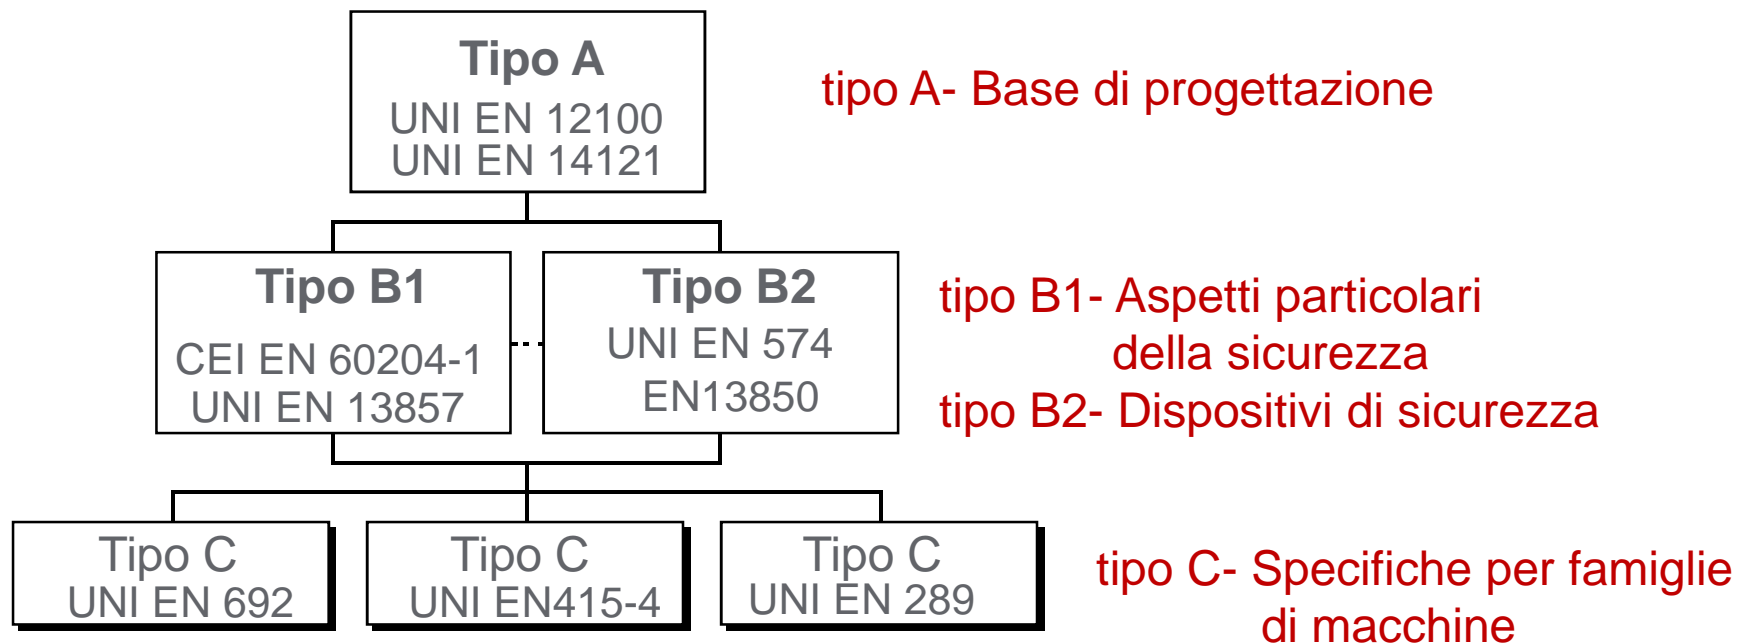 Tipo A
UNI EN 12100
UNI EN 14121
tipo A- Base di progettazione
Tipo B1
CEI EN 60204-1
UNI EN 13857
Tipo B2
UNI EN 574
EN13850
tipo B1- Aspetti particolari
della sicurezza
tipo B2- Dispositivi di sicurezza
Tipo C
UNI EN 692
Tipo C
UNI EN415-4
Tipo C
UNI EN 289
tipo C- Specifiche per famiglie
di macchine